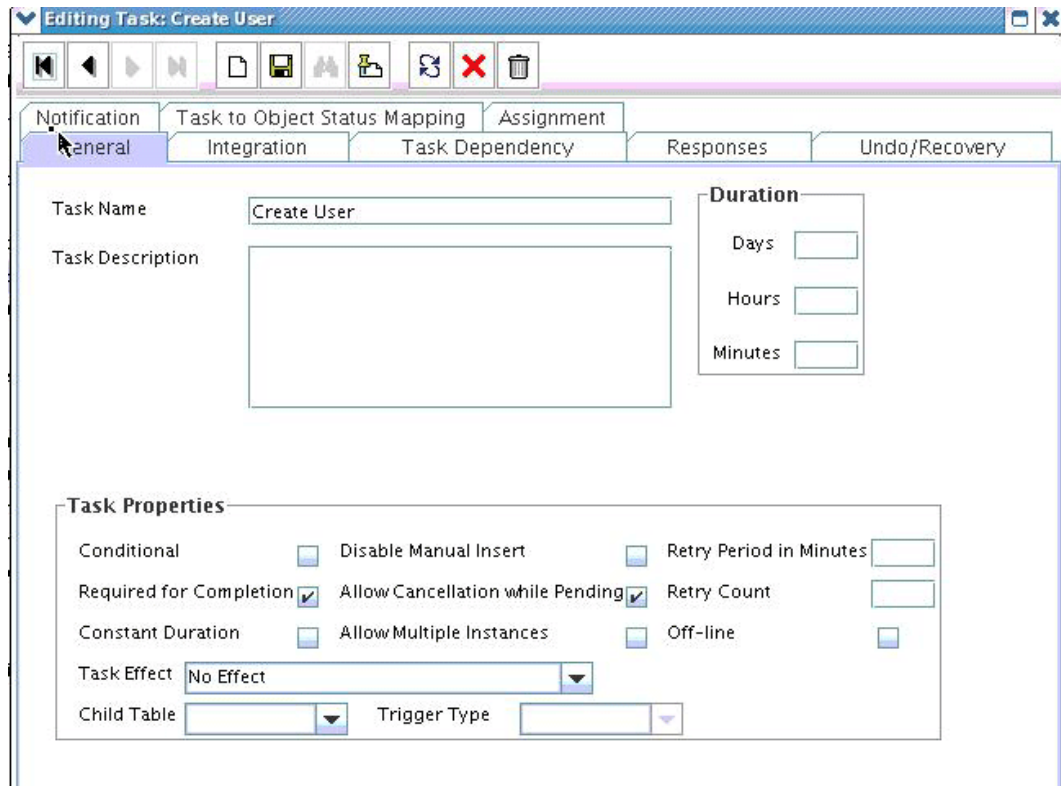 Editing Task: Create User
Notification Task to Object Status Mapping Assignment
General Integration Task Dependency Responses Undo/Recovery
Task Name Create User
Duration
Days
Task Description
Hours
Minutes
Task Properties
Conditional Disable Manual Insert Retry Period in Minutes
Required for Completion Allow Cancellation while Pending Retry Count
Constant Duration Allow Multiple Instances Off-line
Task Effect No Effect
Child Table Trigger Type